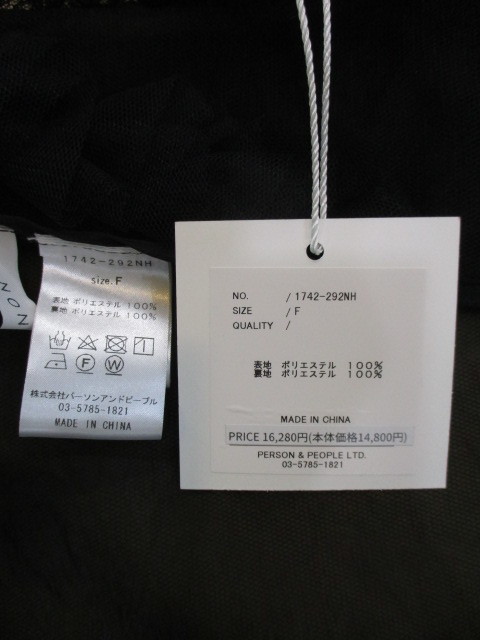 NON
1742-292NH
size.F
表地 ポリエステル 100%
裏地 ポリエステル 100%
F W
株式会社パーソンアンドピープル
03-5785-1821
MADE IN CHINA
NO. / 1742-292NH
SIZE / F
QUALITY /
表地 ポリエステル 100%
裏地 ポリエステル 100%
MADE IN CHINA
PRICE 16,280円(本体価格14,800円)
PERSON & PEOPLE LTD.
03-5785-1821